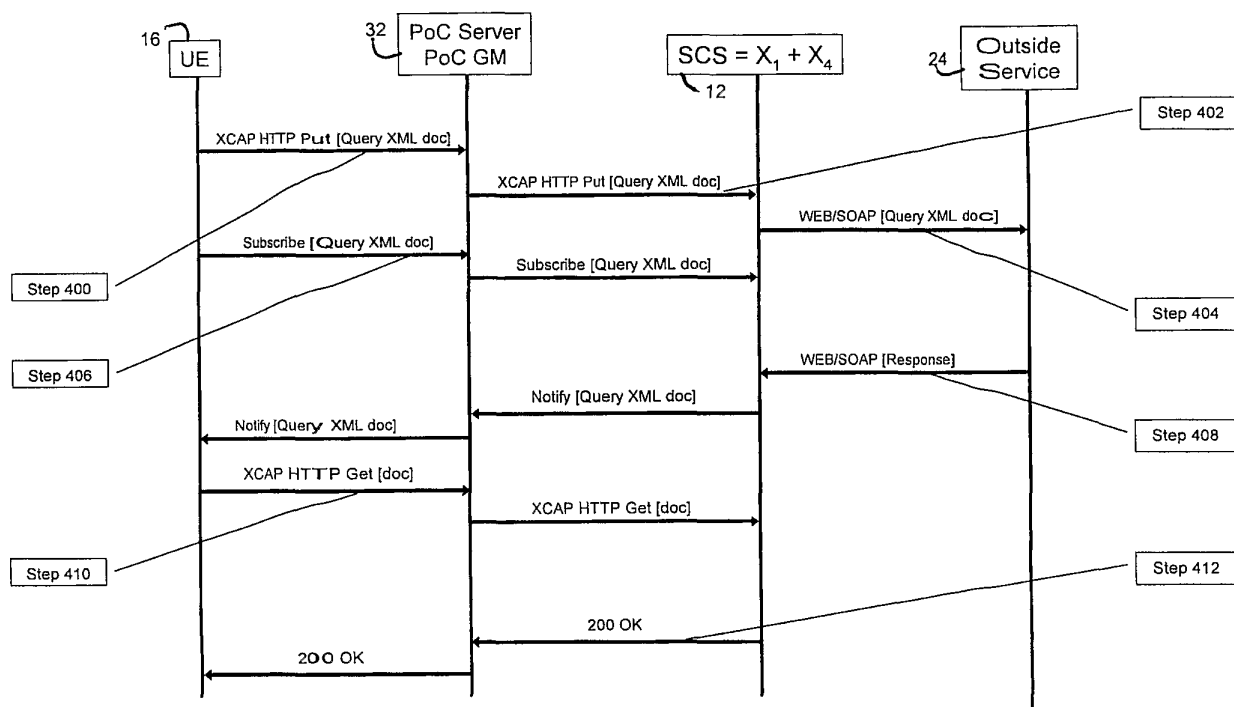 16
UE
32
PoC Server
PoC GM
SCS = X₁ + X₄
12
24
Outside
Service
Step 402
XCAP HTTP Put [Query XML doc]
XCAP HTTP Put [Query XML doc]
WEB/SOAP [Query XML doc]
Subscribe [Query XML doc]
Subscribe [Query XML doc]
Step 400
Step 404
Step 406
WEB/SOAP [Response]
Notify [Query XML doc]
Notify [Query XML doc]
Step 408
XCAP HTTP Get [doc]
XCAP HTTP Get [doc]
Step 410
Step 412
200 OK
200 OK